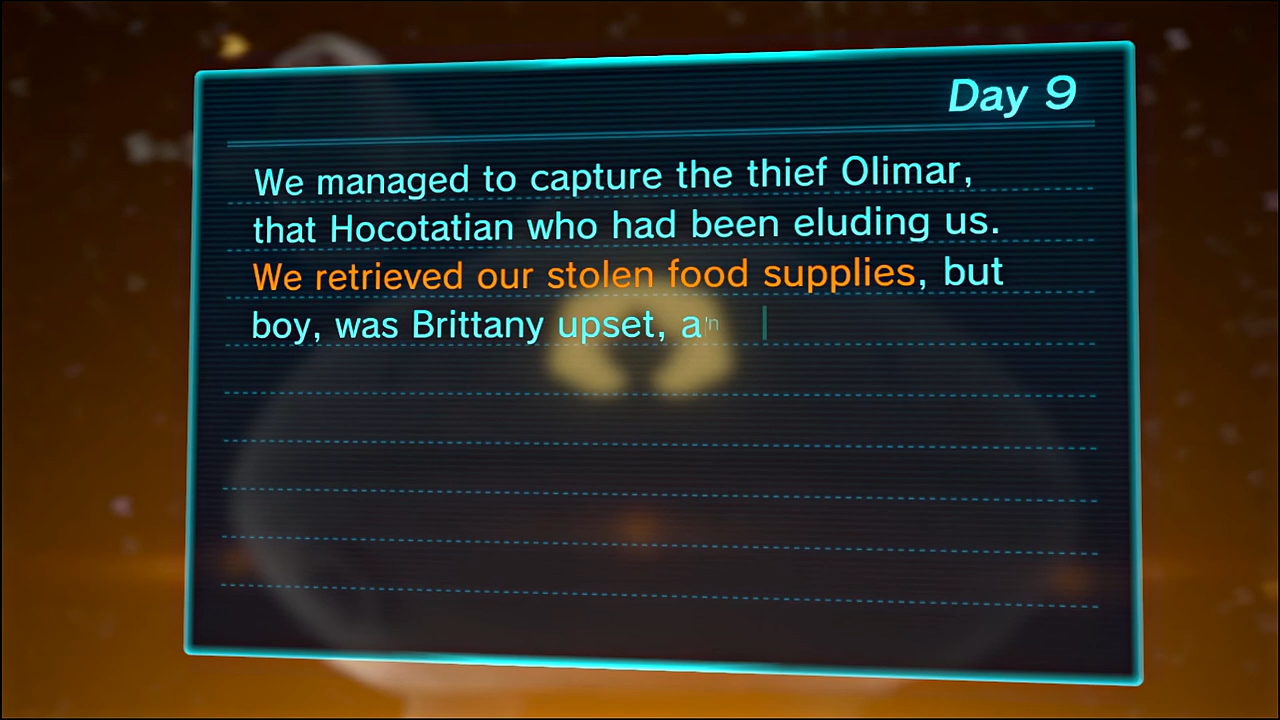 Day 9
We managed to capture the thief Olimar,
that Hocotatian who had been eluding us.
We retrieved our stolen food supplies, but
boy, was Brittany upset, a